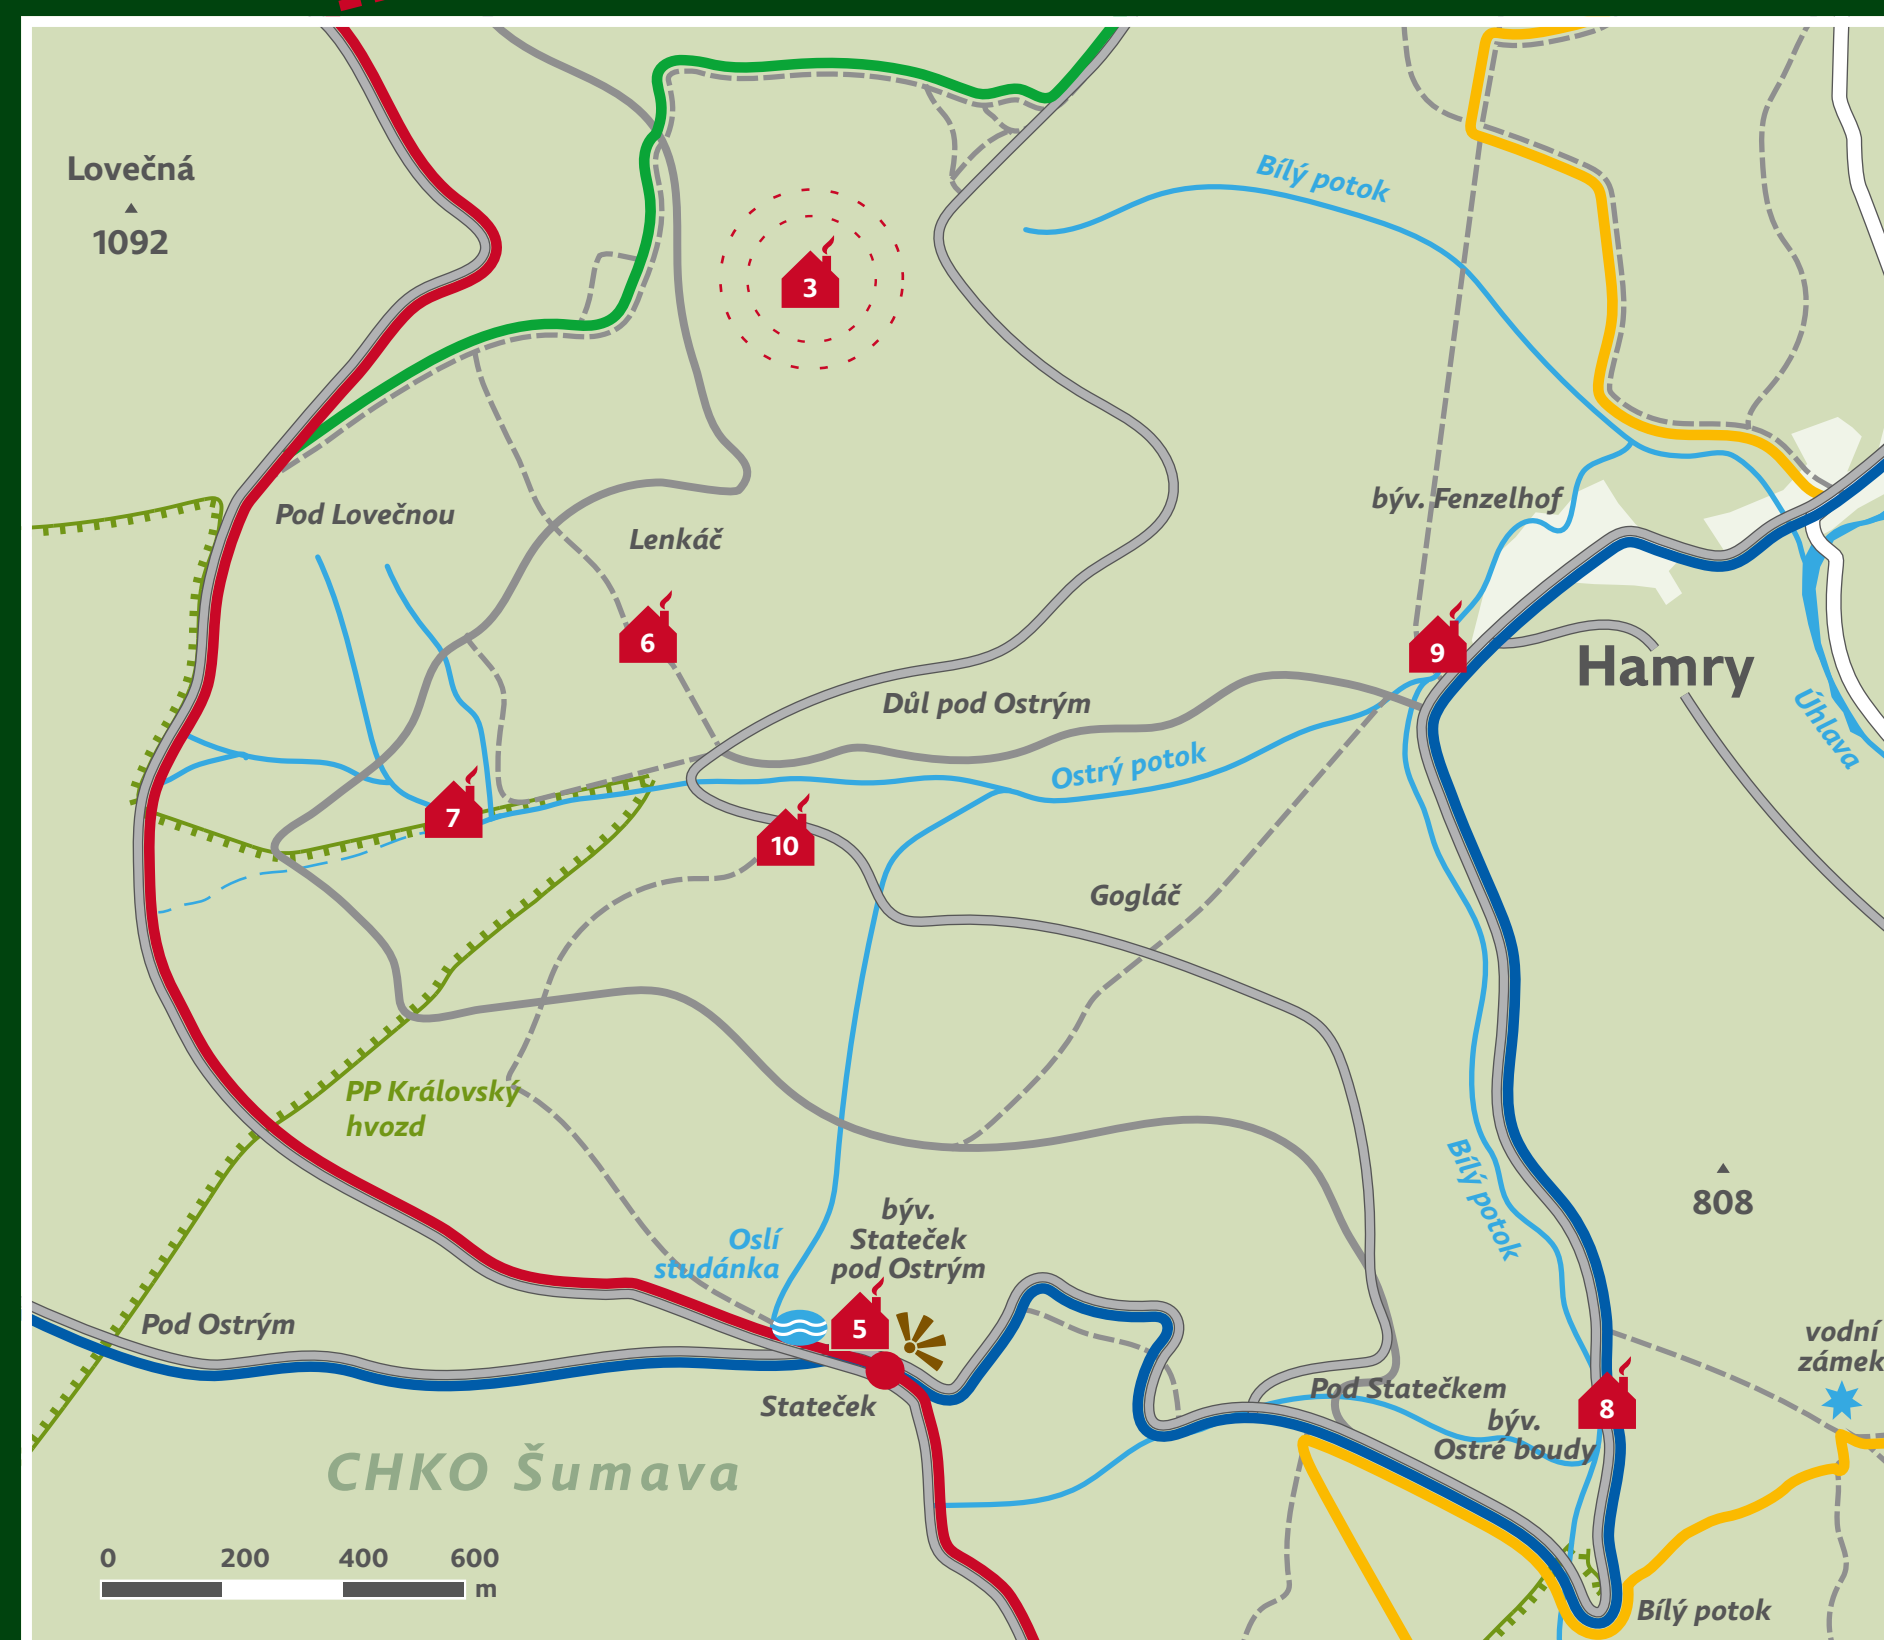 Lovečná
1092
Bílý potok
3
Pod Lovečnou
býv. Fenzelhof
Lenkáč
6
9
Hamry
Důl pod Ostrým
Úhlava
Ostrý potok
7
10
Gogláč
PP Královský
hvozd
Bílý potok
808
býv.
Stateček
pod Ostrým
Oslí
studánka
5
Pod Ostrým
vodní
zámek
Stateček
Pod Statečkem
býv.
Ostré boudy
8
CHKO Šumava
0 200 400 600
m
Bílý potok